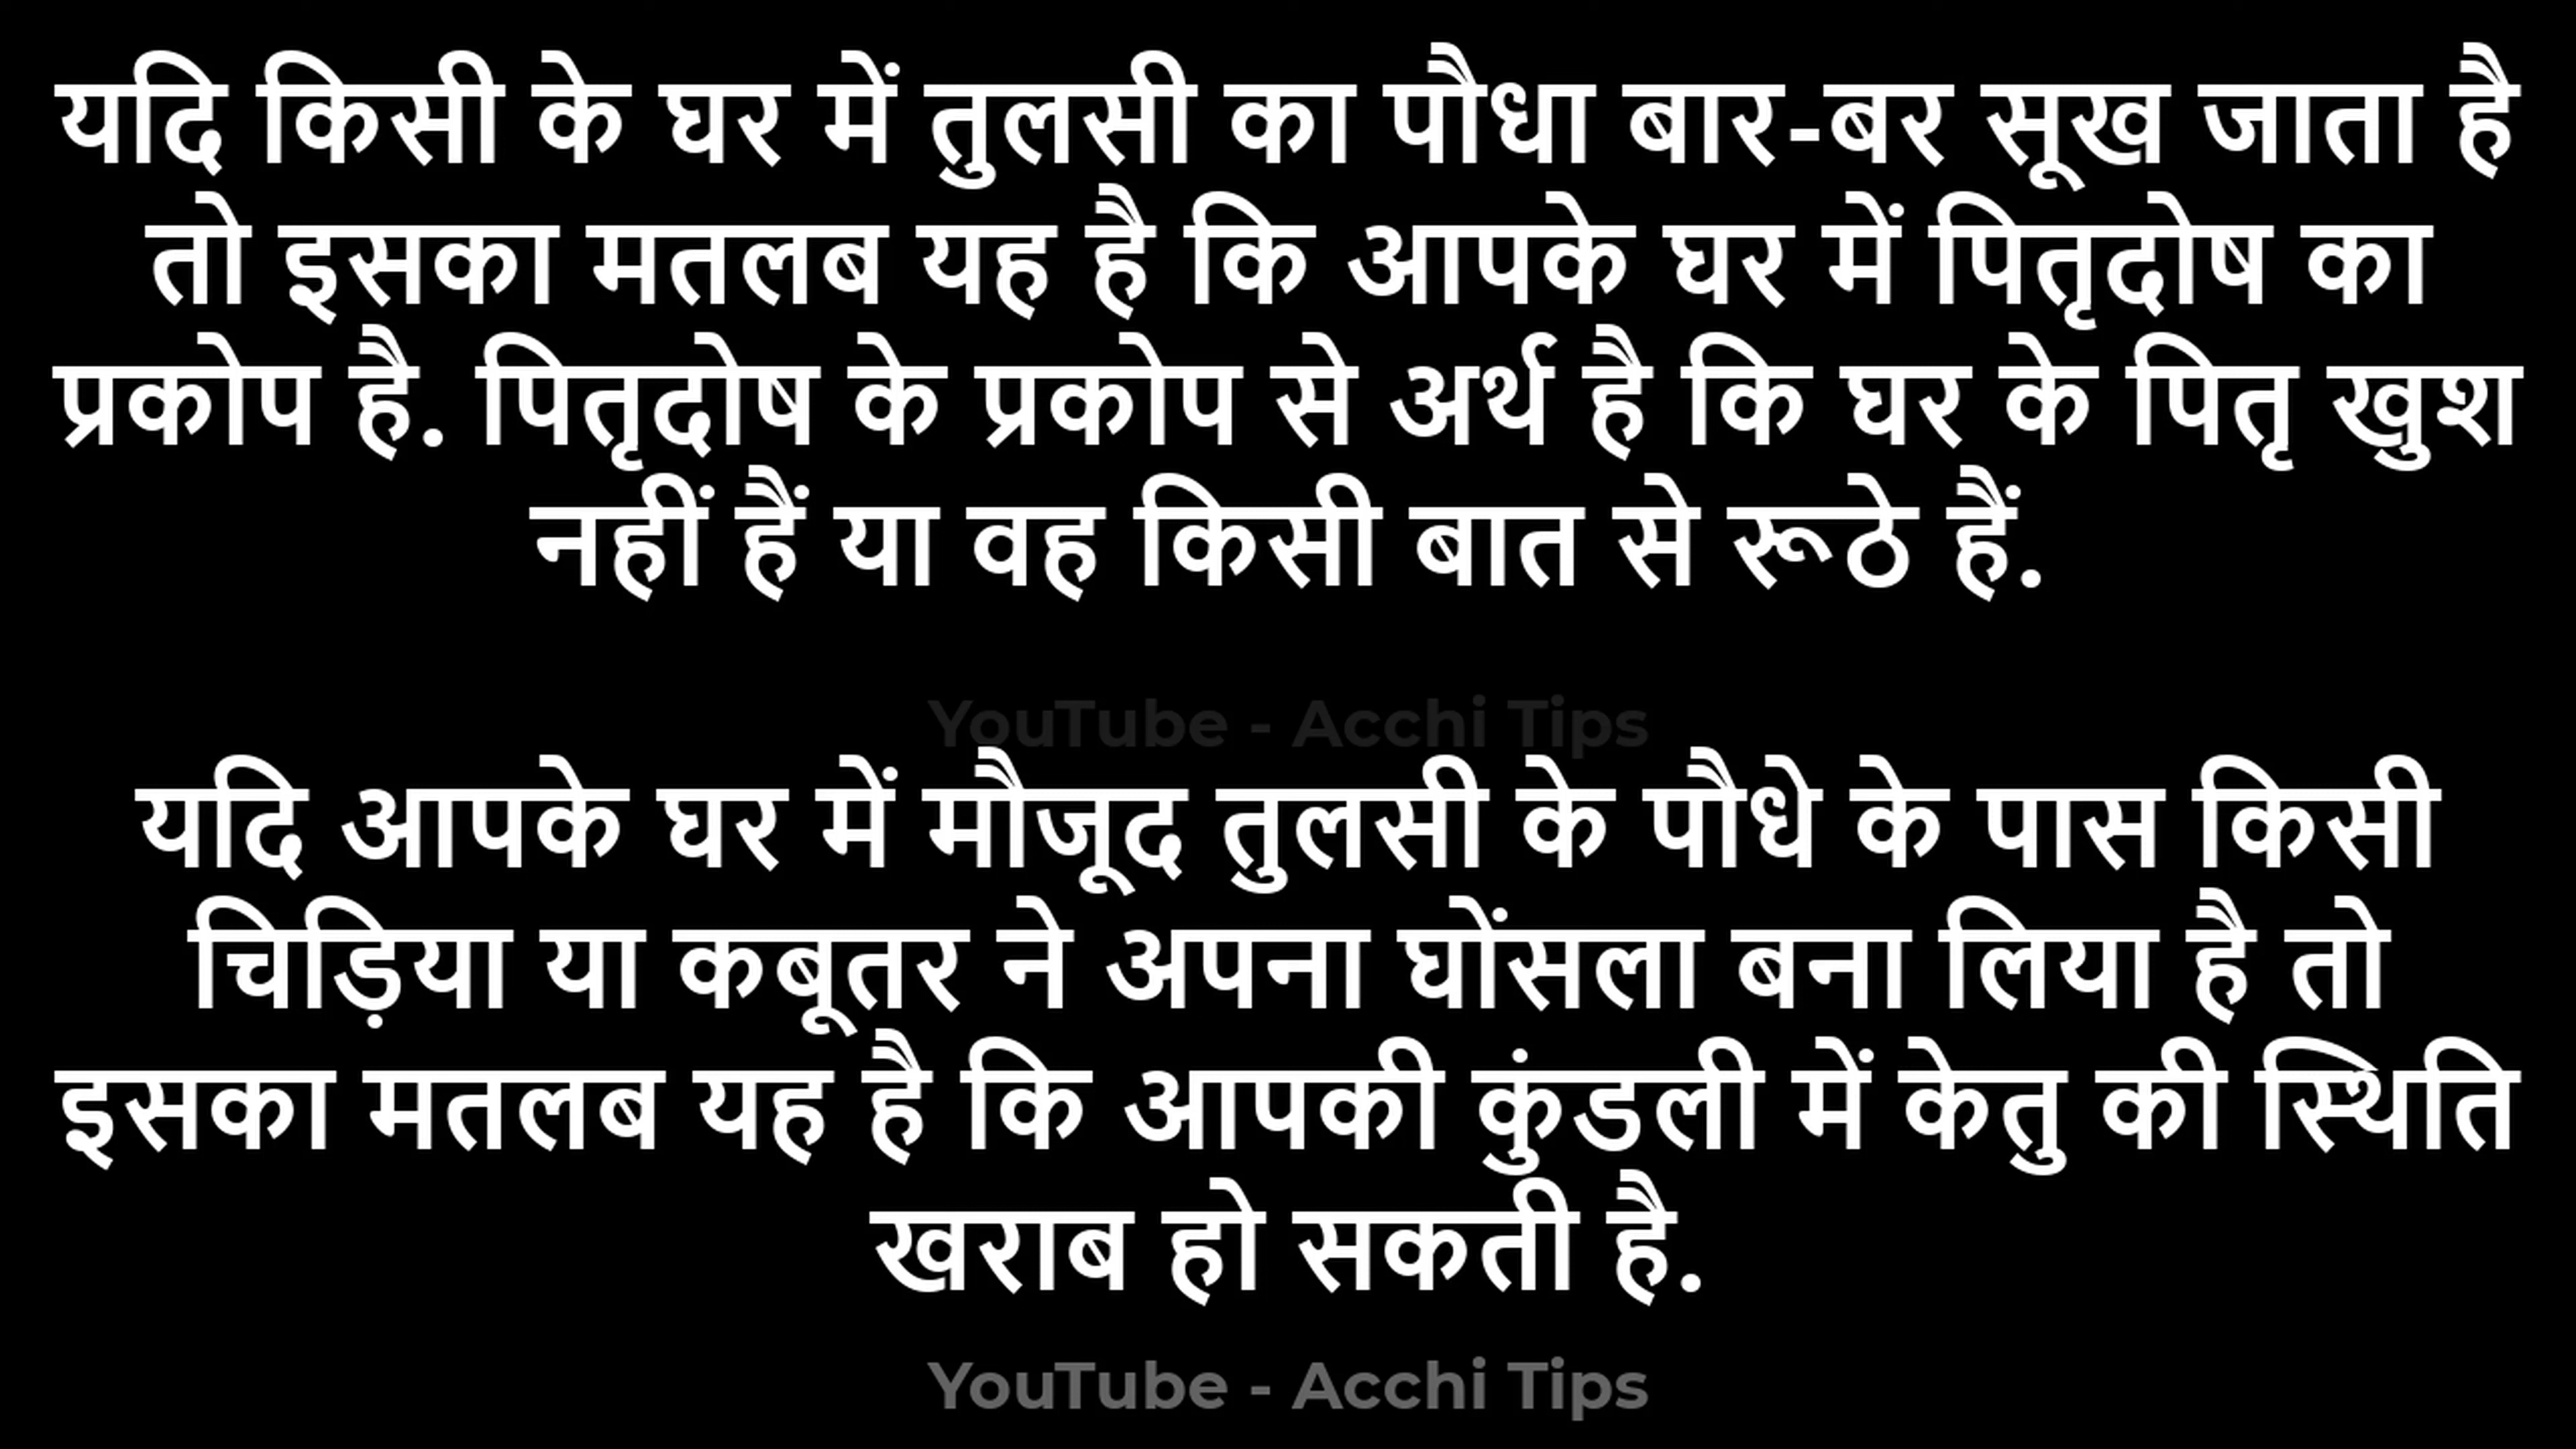 यदि किसी के घर में तुलसी का पौधा बार-बर सूख जाता है
तो इसका मतलब यह है कि आपके घर में पितृदोष का
प्रकोप है. पितृदोष के प्रकोप से अर्थ है कि घर के पितृ खुश
नहीं हैं या वह किसी बात से रूठे हैं.
YouTube - Acchi Tips
यदि आपके घर में मौजूद तुलसी के पौधे के पास किसी
चिड़िया या कबूतर ने अपना घोंसला बना लिया है तो
इसका मतलब यह है कि आपकी कुंडली में केतु की स्थिति
खराब हो सकती है.
YouTube - Acchi Tips